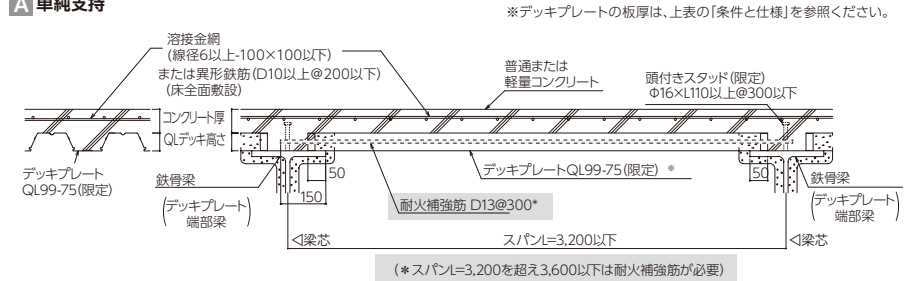 A 単純支持
※デッキプレートの板厚は、上表の「条件と仕様」を参照ください。
溶接金網
(線径6以上-100×100以下)
または異形鉄筋(D10以上@200以下)
(床全面敷設)
普通または
軽量コンクリート
頭付きスタッド(限定)
Φ16×L110以上@300以下
コンクリート厚
QLデッキ高さ
デッキプレート
QL99-75(限定)
鉄骨梁
(デッキプレート
端部梁)
50
150
デッキプレートQL99-75(限定) ※
耐火補強筋 D13@300*
50
鉄骨梁
(デッキプレート
端部梁)
◁梁芯
スパンL=3,200以下
◁梁芯
(*スパンL=3,200を超え3,600以下は耐火補強筋が必要)